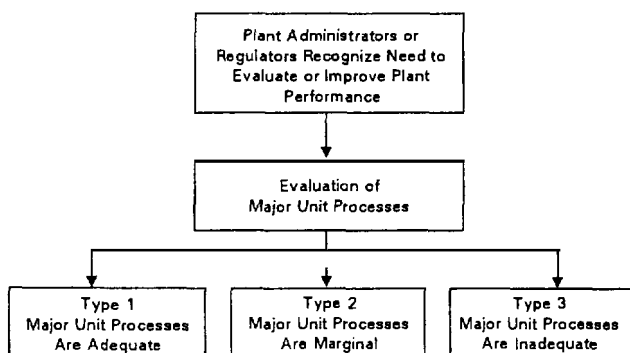 Plant Administrators or
Regulators Recognize Need to
Evaluate or Improve Plant
Performance
Evaluation of
Major Unit Processes
Type 1
Major Unit Processes
Are Adequate
Type 2
Major Unit Processes
Are Marginal
Type 3
Major Unit Processes
Are Inadequate